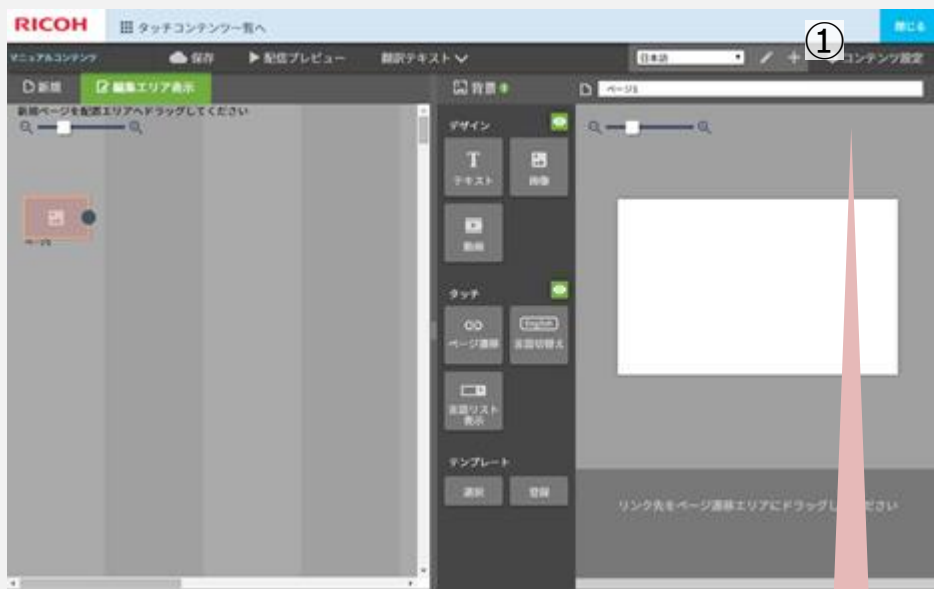 RICOH タッチコンテンツ一覧へ 閉じる
①
マニュアルコンテンツ 保存 配信プレビュー 翻訳テキスト 日本語 コンテンツ設定
新規 編集エリア表示 背景 ページ1
新規ページを配置エリアへドラッグしてください
デザイン
テキスト 画像
動画
ページ1
タッチ
English
ページ遷移 言語切替え
言語リスト
表示
テンプレート
選択 登録
リンク先をページ遷移エリアにドラッグし ださい